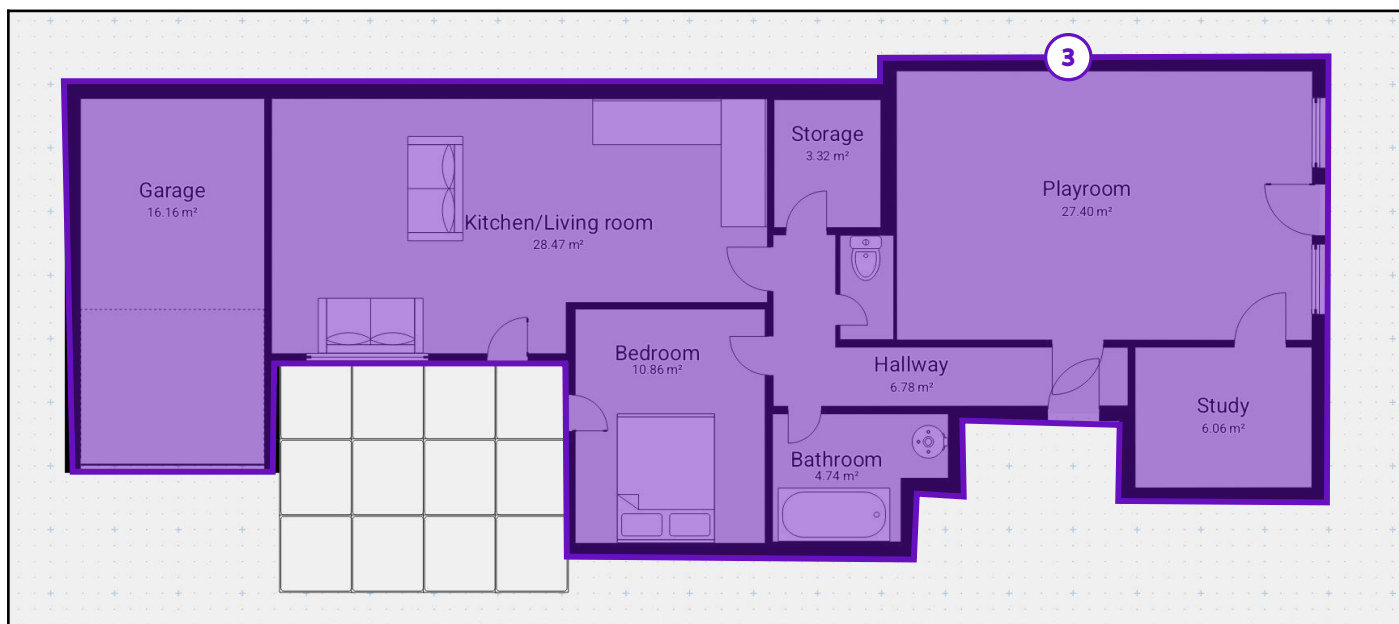 3
Storage
3.32 m²
Garage
16.16 m²
Playroom
27.40 m²
Kitchen/Living room
28.47 m²
Bedroom
10.86 m²
Hallway
6.78 m²
Study
6.06 m²
Bathroom
4.74 m²